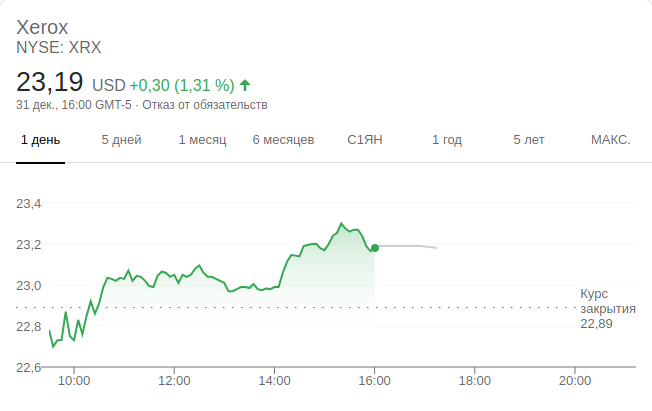 Xerox
NYSE: XRX
23,19 USD +0,30 (1,31 %)
31 дек., 16:00 GMT-5 · Отказ от обязательств
1 день 5 дней 1 месяц 6 месяцев С1ЯН 1 год 5 лет МАКС.
23,4
23,2
23,0
22,8
22,6
Курс
закрытия
22,89
10:00 12:00 14:00 16:00 18:00 20:00